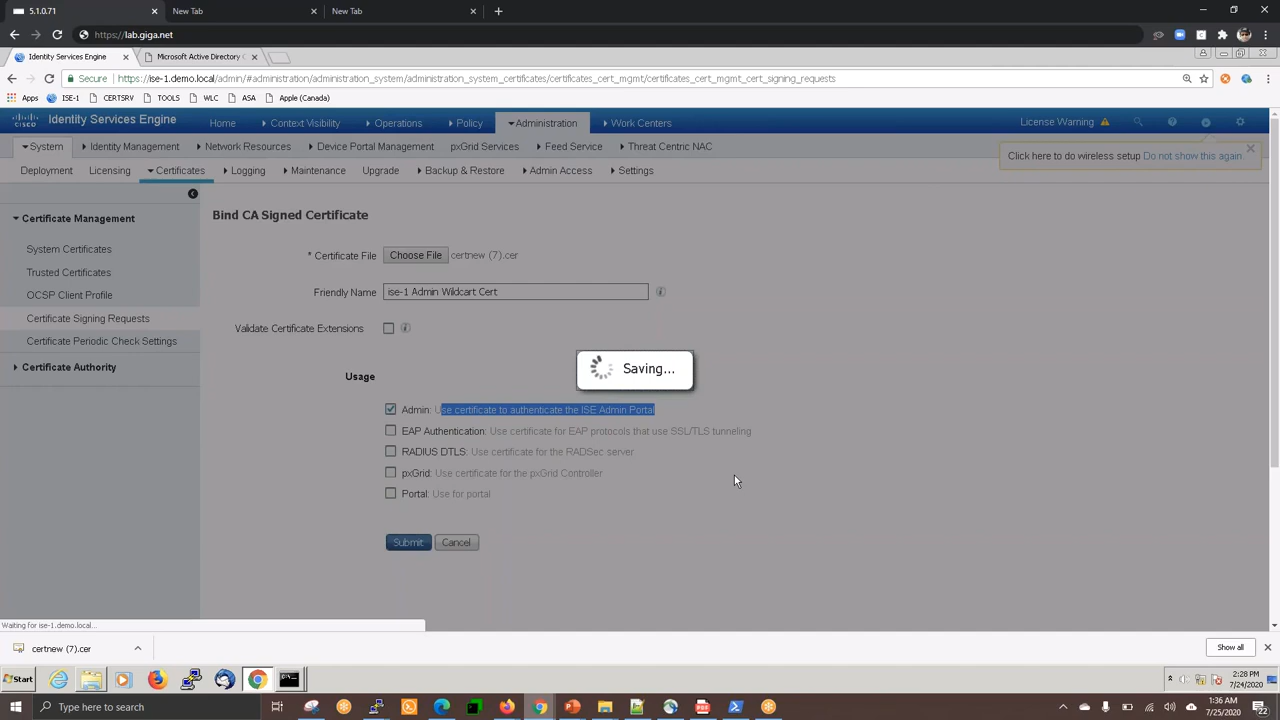 5.1.0.71
New Tab
New Tab
https://lab.giga.net
Identity Services Engine
Microsoft Active Directory C
Secure
https://ise-1.demo.local/admin/#administration/administration_system/administration_system_certificates/certificates_cert_mgmt/certificates_cert_mgmt_cert_signing_requests
Apps ISE-1 CERTSRV TOOLS WLC ASA Apple (Canada)
CISCO Identity Services Engine Home Context Visibility Operations Policy Administration Work Centers License Warning
System Identity Management Network Resources Device Portal Management pxGrid Services Feed Service Threat Centric NAC
Click here to do wireless setup Do not show this again.
Deployment Licensing Certificates Logging Maintenance Upgrade Backup & Restore Admin Access Settings
Certificate Management
System Certificates
Trusted Certificates
OCSP Client Profile
Certificate Signing Requests
Certificate Periodic Check Settings
Certificate Authority
Bind CA Signed Certificate
* Certificate File Choose File certnew (7).cer
Friendly Name ise-1 Admin Wildcart Cert
Validate Certificate Extensions
Usage
Saving...
Admin: Use certificate to authenticate the ISE Admin Portal
EAP Authentication: Use certificate for EAP protocols that use SSL/TLS tunneling
RADIUS DTLS: Use certificate for the RADSec server
pxGrid: Use certificate for the pxGrid Controller
Portal: Use for portal
Submit Cancel
Waiting for ise-1.demo.local...
certnew (7).cer
Show all
Start
2:28 PM
7/24/2020
Type here to search
1:36 AM
7/25/2020
22